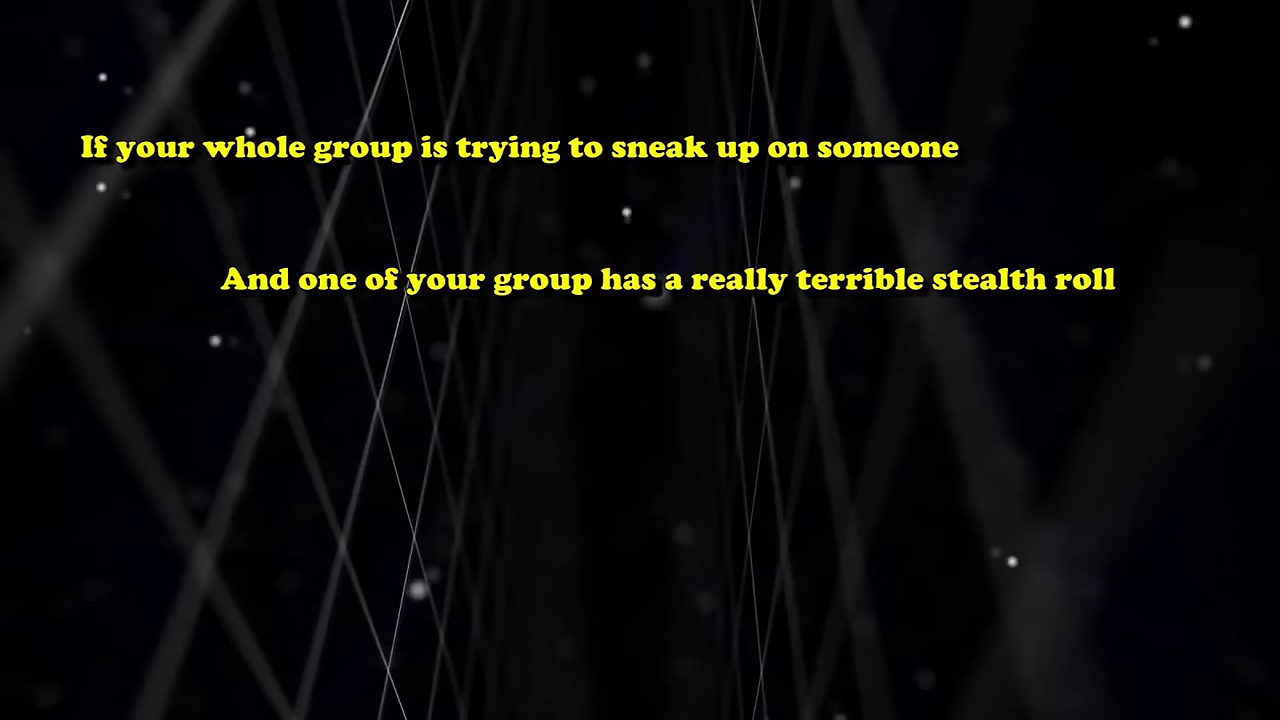 If your whole group is trying to sneak up on someone
And one of your group has a really terrible stealth roll